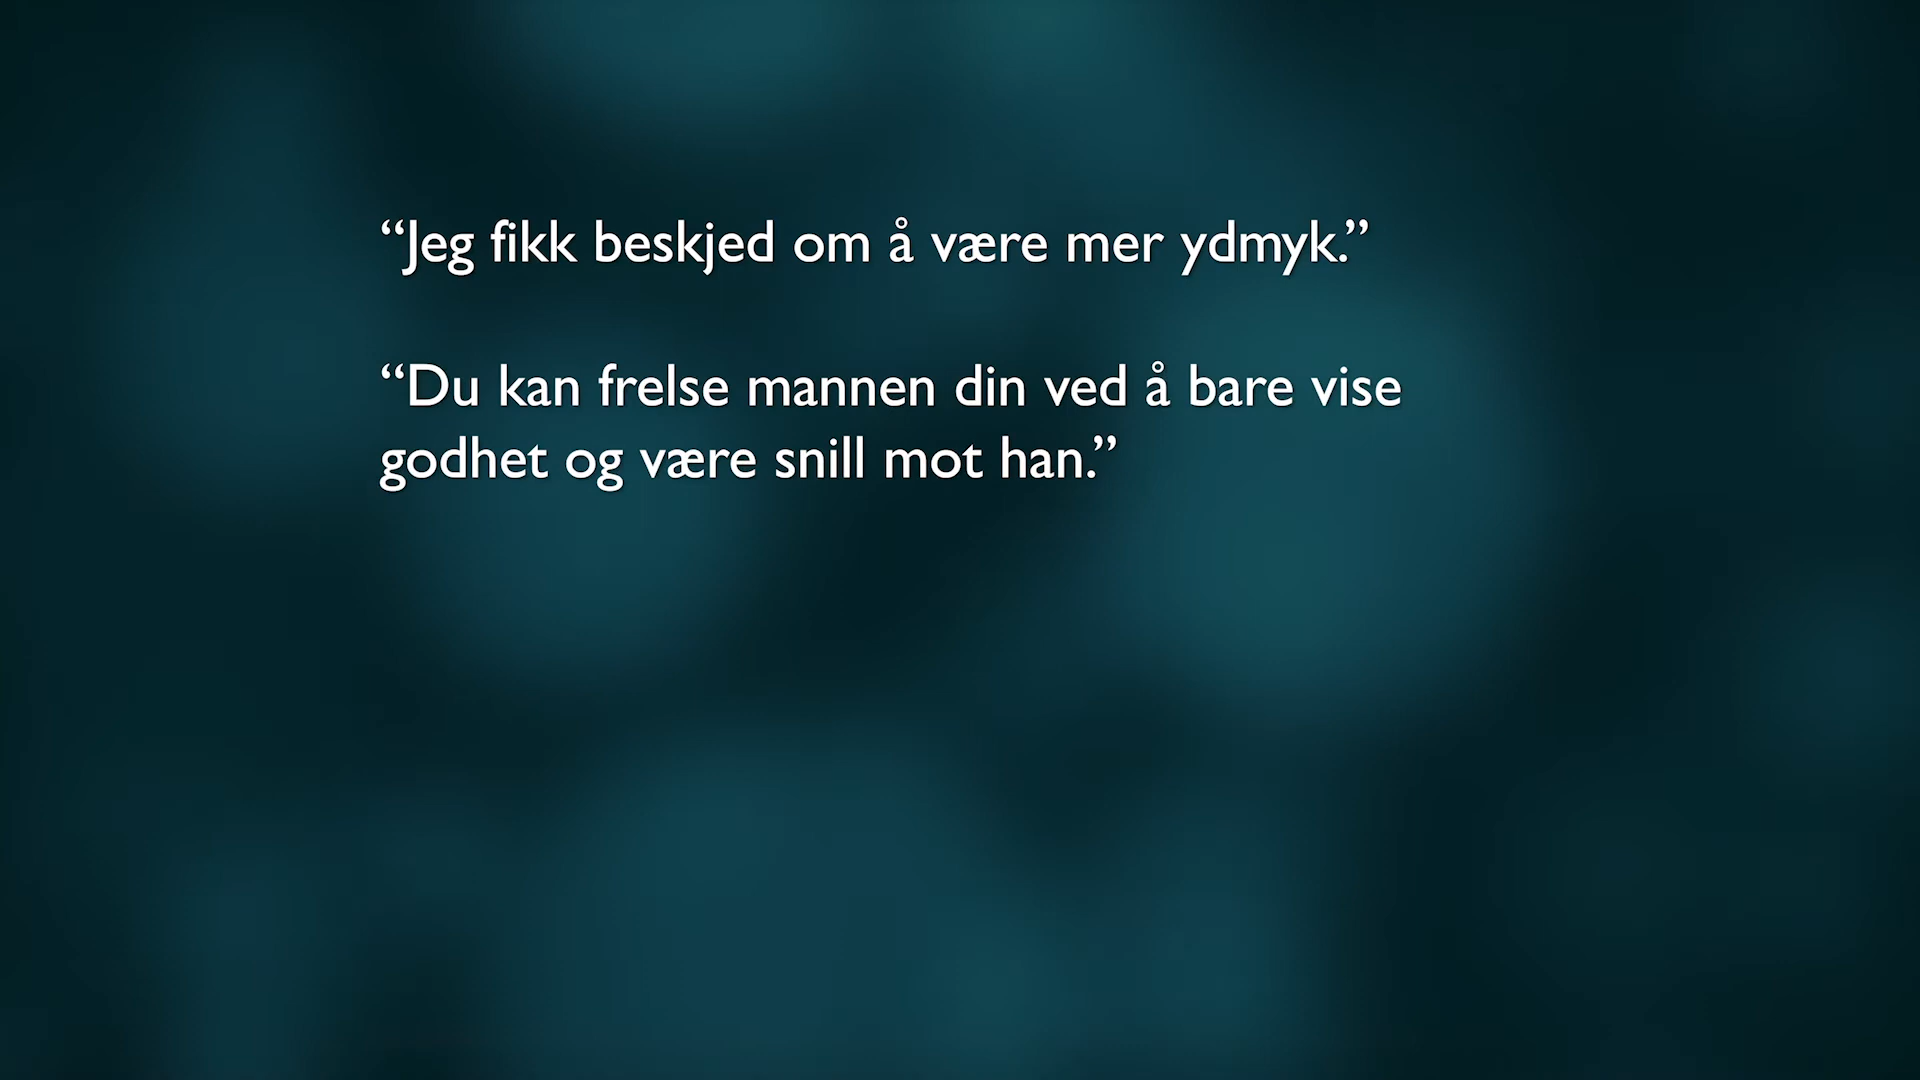 “Jeg fikk beskjed om å være mer ydmyk.”
“Du kan frelse mannen din ved å bare vise
godhet og være snill mot han.”